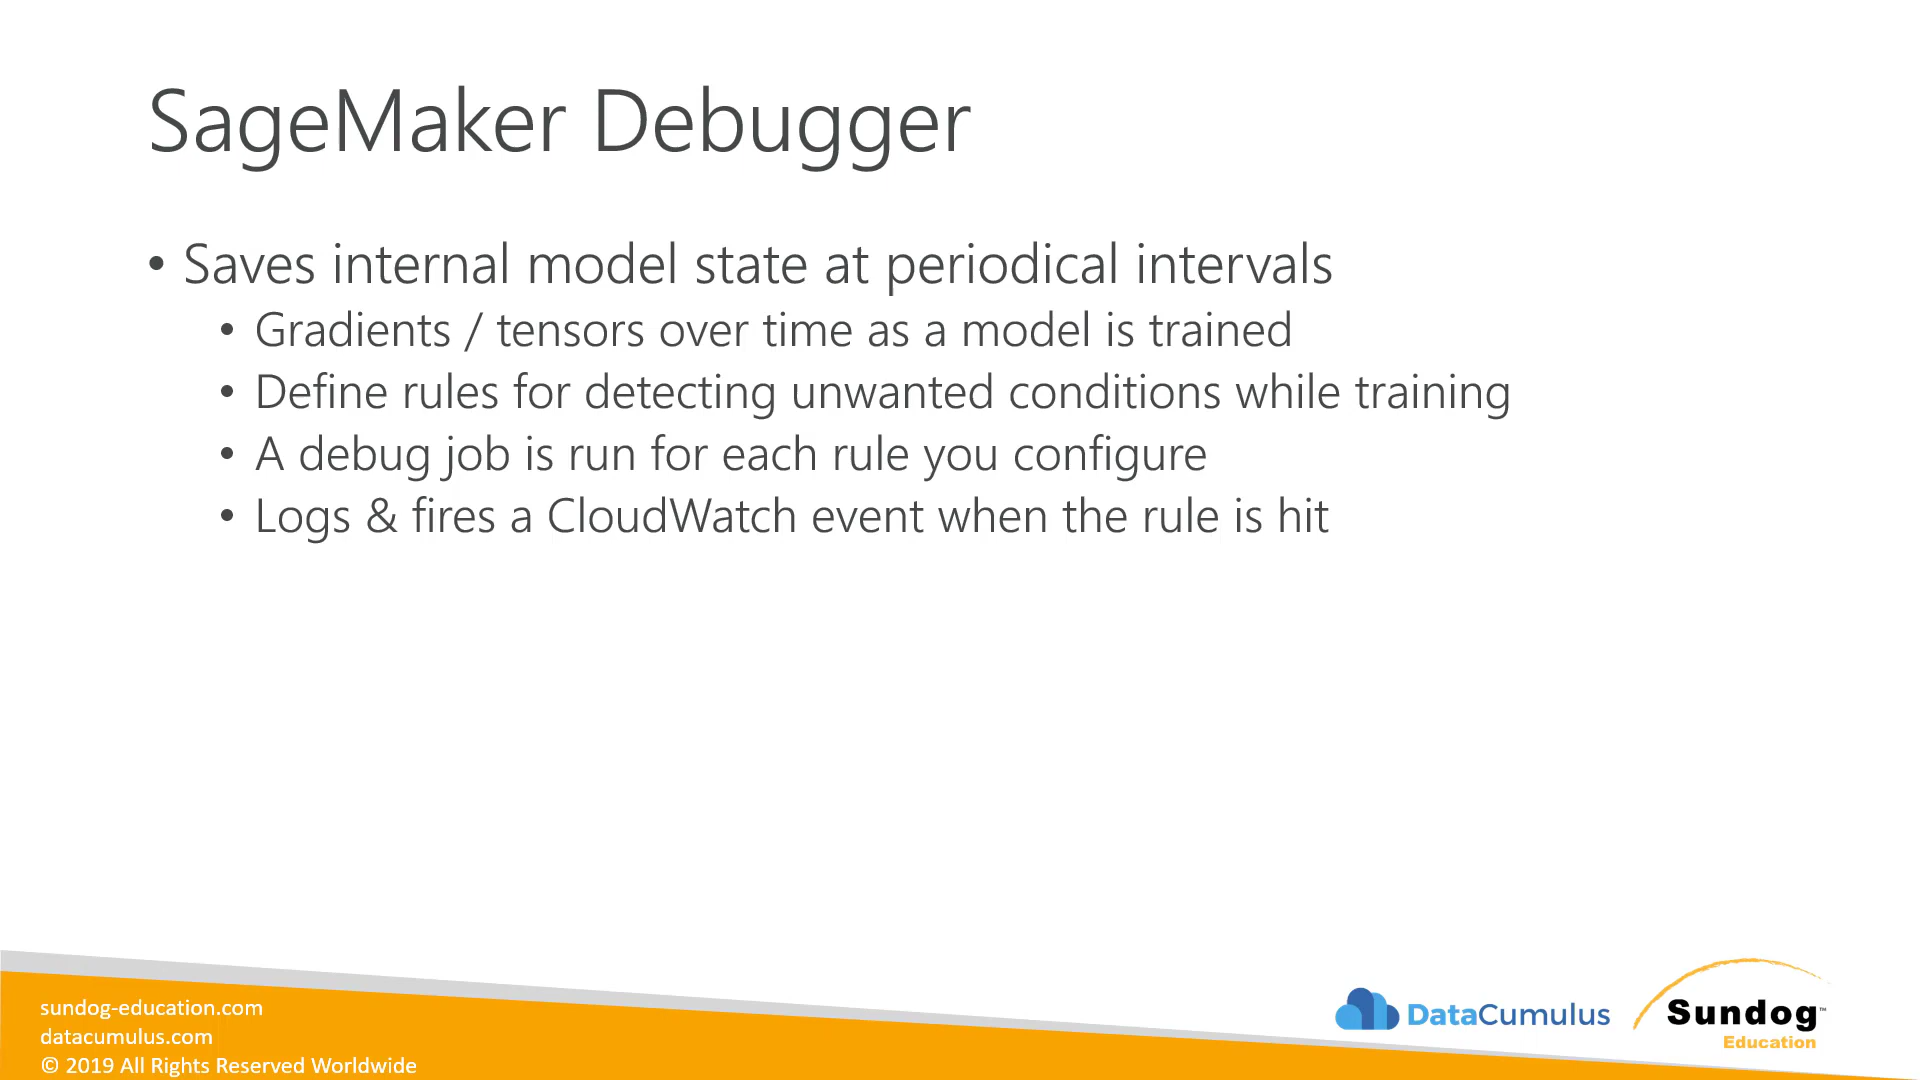 SageMaker Debugger
• Saves internal model state at periodical intervals
• Gradients / tensors over time as a model is trained
• Define rules for detecting unwanted conditions while training
• A debug job is run for each rule you configure
• Logs & fires a CloudWatch event when the rule is hit
sundog-education.com
datacumulus.com
© 2019 All Rights Reserved Worldwide
DataCumulus
Sundog™
Education